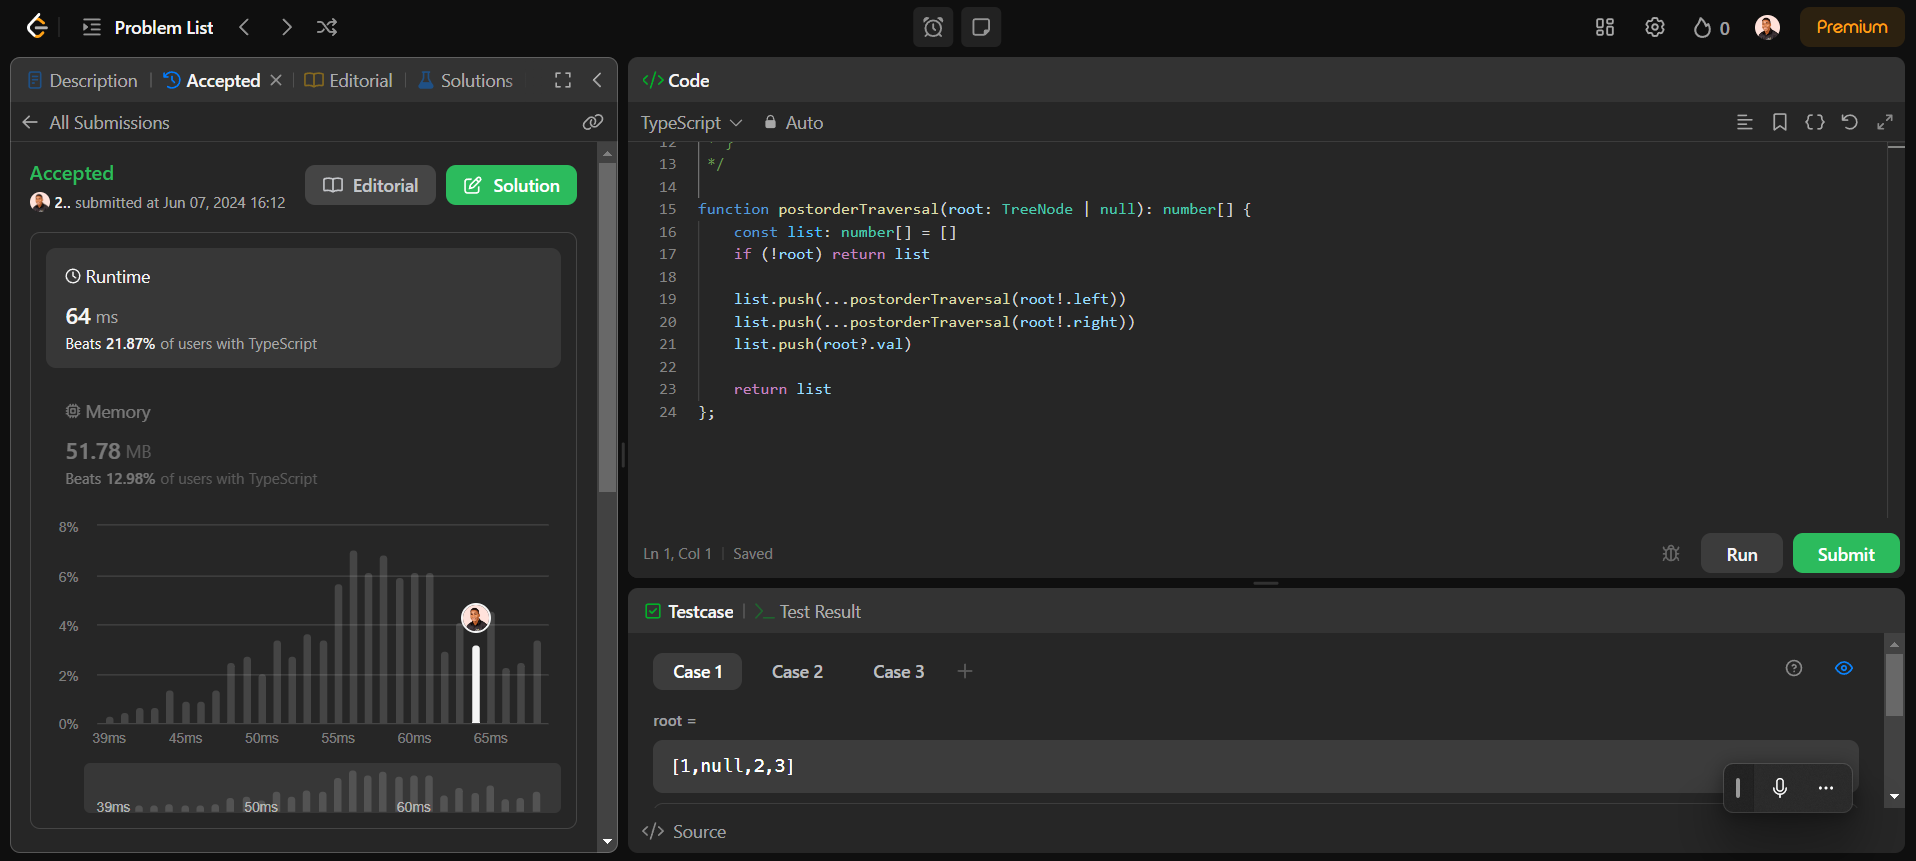 Problem List
0
Premium
Description
Accepted
Editorial
Solutions
All Submissions
Accepted
2.. submitted at Jun 07, 2024 16:12
Editorial
Solution
Runtime
64 ms
Beats 21.87% of users with TypeScript
Memory
51.78 MB
Beats 12.98% of users with TypeScript
8%
6%
4%
2%
0%
39ms 45ms 50ms 55ms 60ms 65ms
39ms 50ms 60ms
</> Code
TypeScript
Auto
12 * }
13 */
14
15 function postorderTraversal(root: TreeNode | null): number[] {
16 const list: number[] = []
17 if (!root) return list
18
19 list.push(...postorderTraversal(root!.left))
20 list.push(...postorderTraversal(root!.right))
21 list.push(root?.val)
22
23 return list
24 };
Ln 1, Col 1 | Saved
Run
Submit
Testcase
Test Result
Case 1
Case 2
Case 3
root =
[1,null,2,3]
</> Source